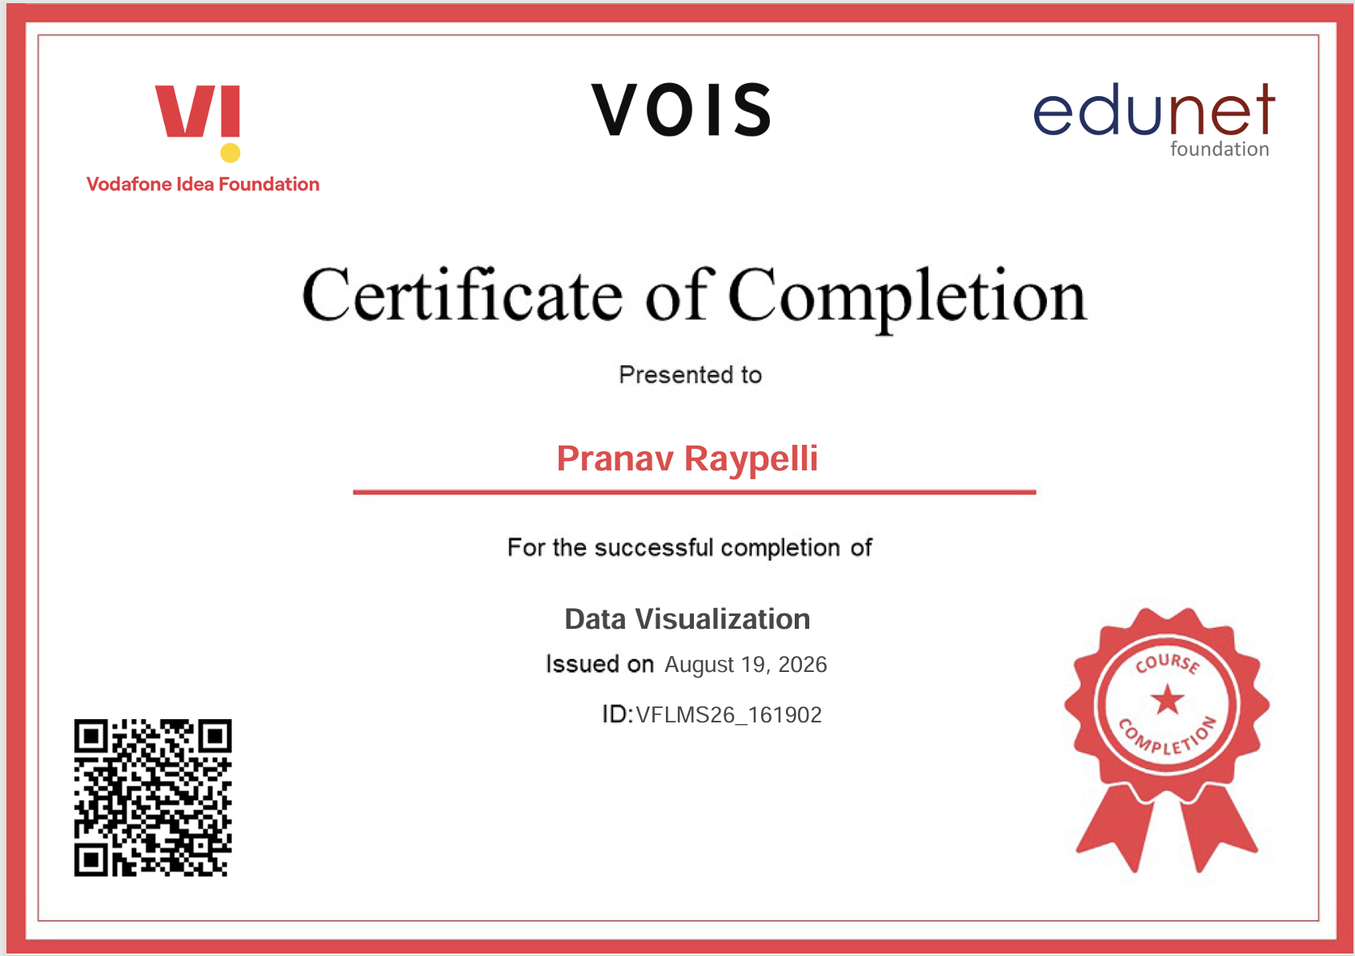 VI
Vodafone Idea Foundation
VOIS
edunet
foundation
Certificate of Completion
Presented to
Pranav Raypelli
For the successful completion of
Data Visualization
Issued on August 19, 2026
ID:VFLMS26_161902
COURSE
COMPLETION